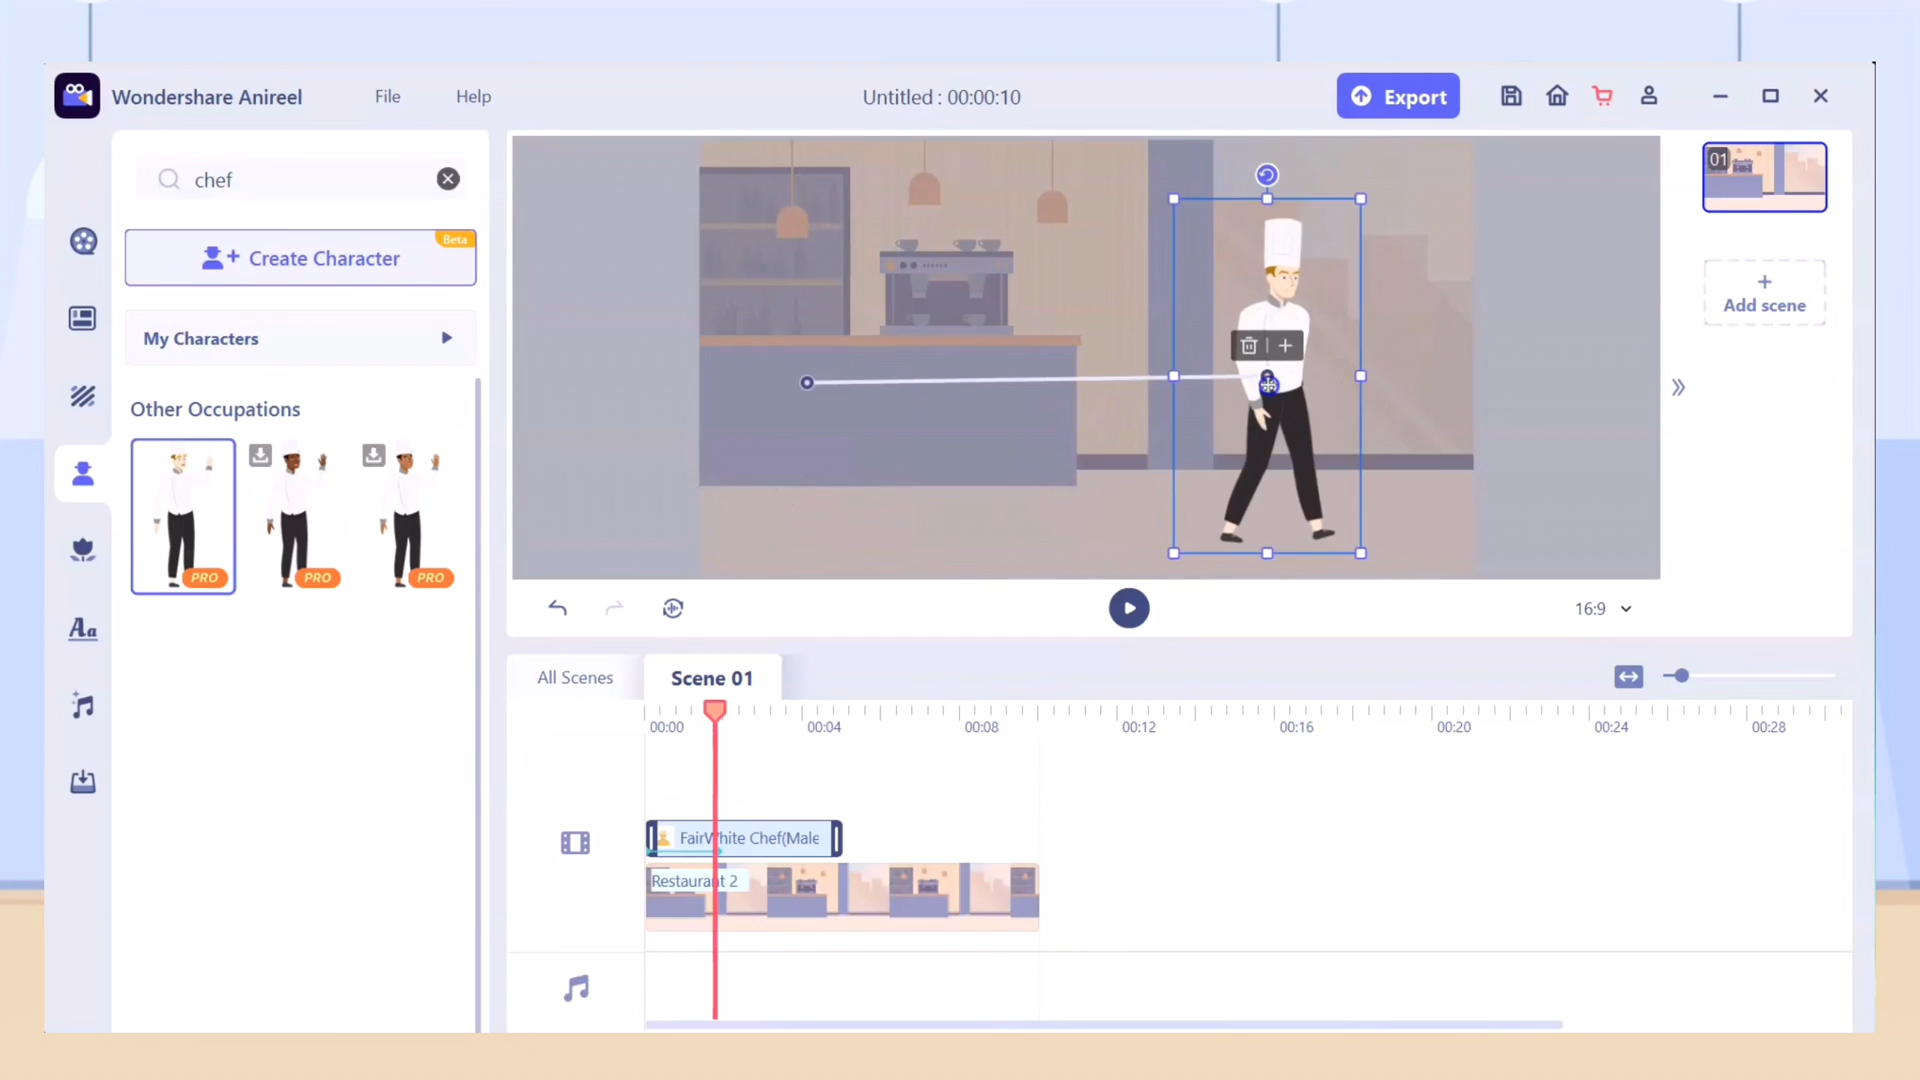 Wondershare Anireel
File
Help
Untitled : 00:00:10
Export
chef
Beta
Create Character
My Characters
Other Occupations
PRO
PRO
PRO
01
Add scene
16:9
All Scenes
Scene 01
00:00
00:04
00:08
00:12
00:16
00:20
00:24
00:28
FairWhite Chef(Male
Restaurant 2
Aa